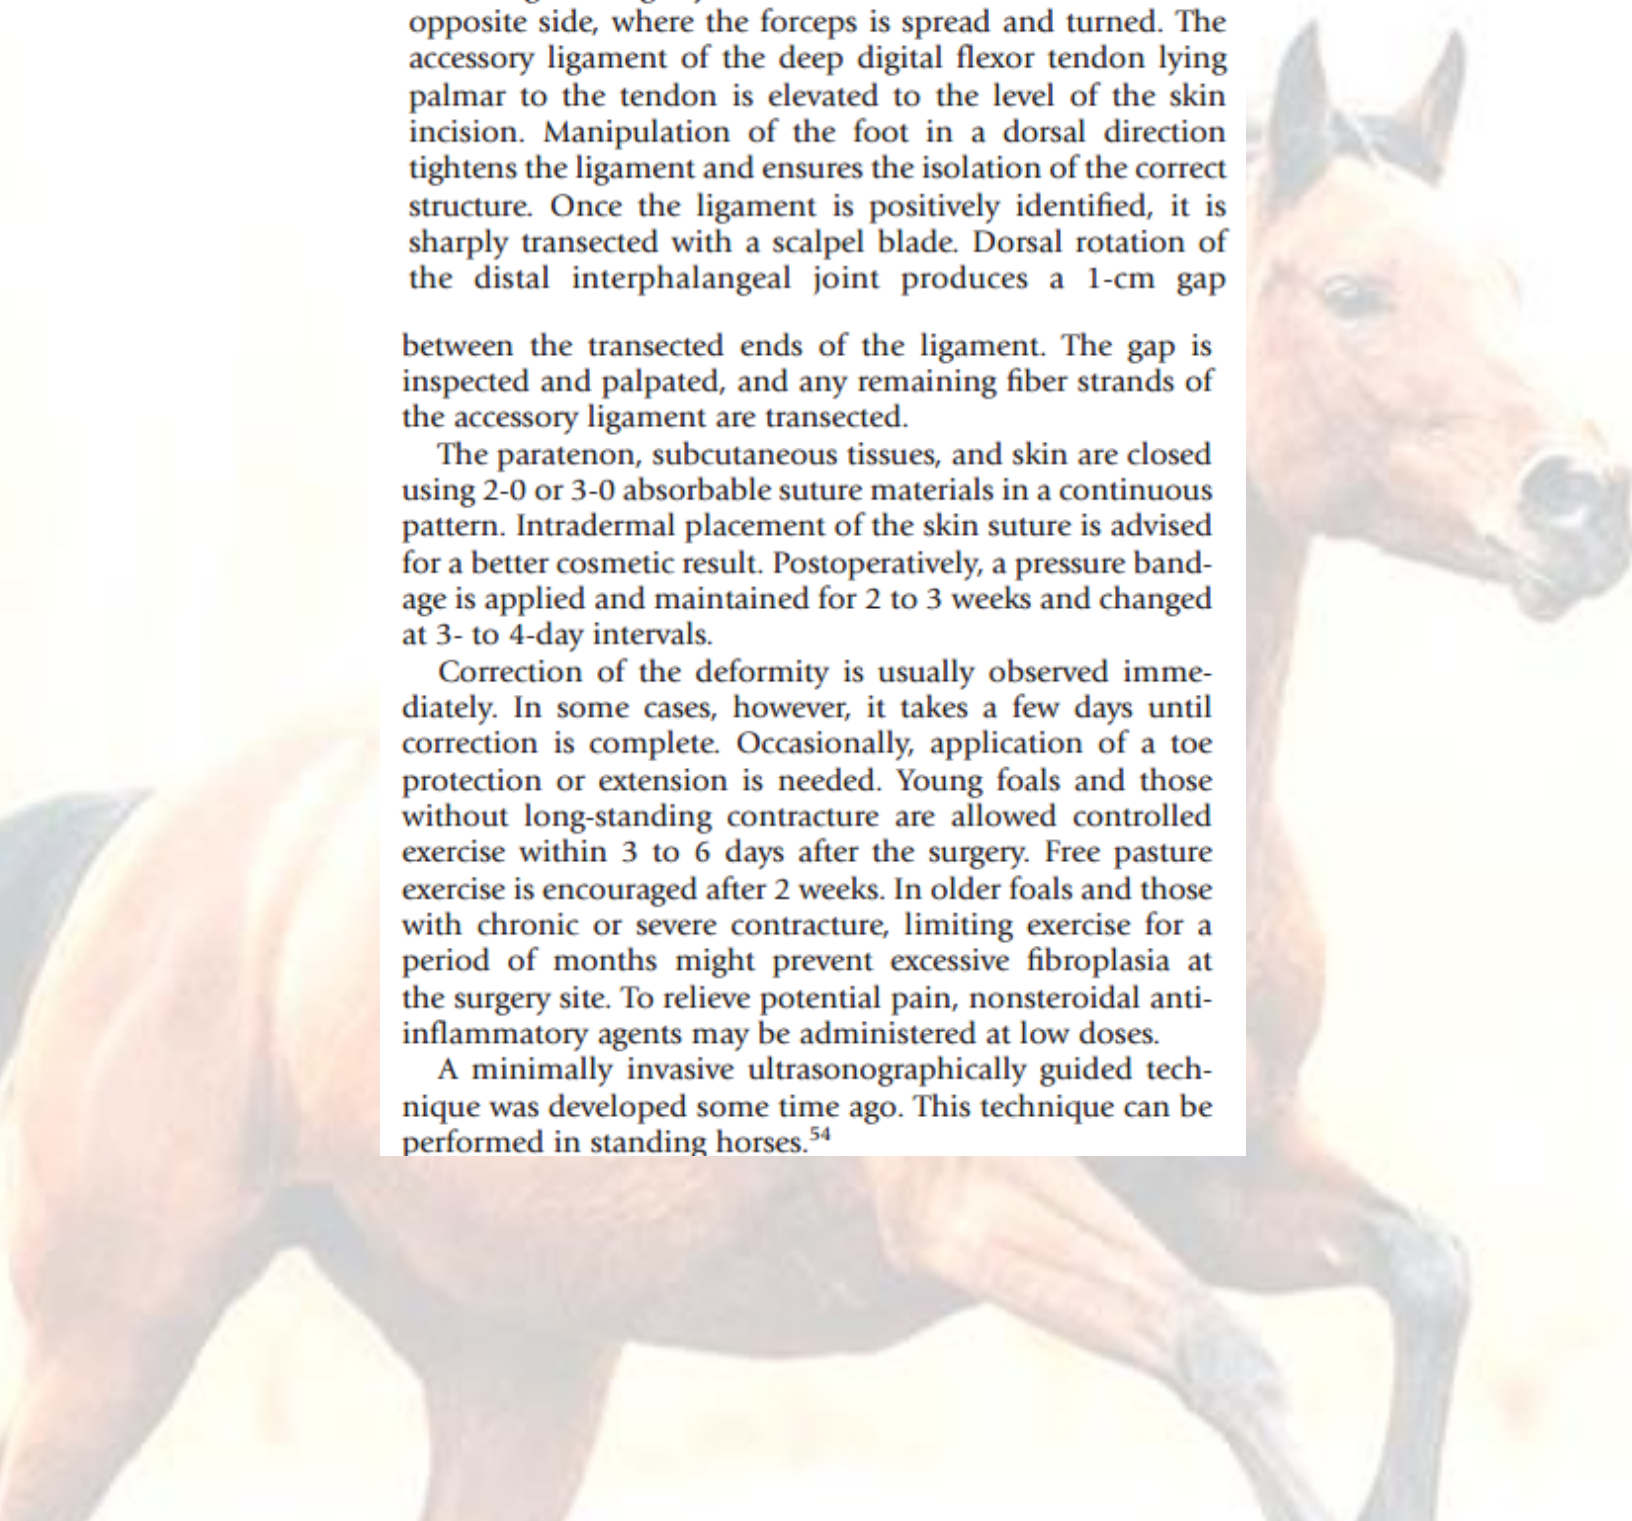 opposite side, where the forceps is spread and turned. The
accessory ligament of the deep digital flexor tendon lying
palmar to the tendon is elevated to the level of the skin
incision. Manipulation of the foot in a dorsal direction
tightens the ligament and ensures the isolation of the correct
structure. Once the ligament is positively identified, it is
sharply transected with a scalpel blade. Dorsal rotation of
the distal interphalangeal joint produces a 1-cm gap
between the transected ends of the ligament. The gap is
inspected and palpated, and any remaining fiber strands of
the accessory ligament are transected.
The paratenon, subcutaneous tissues, and skin are closed
using 2-0 or 3-0 absorbable suture materials in a continuous
pattern. Intradermal placement of the skin suture is advised
for a better cosmetic result. Postoperatively, a pressure band-
age is applied and maintained for 2 to 3 weeks and changed
at 3- to 4-day intervals.
Correction of the deformity is usually observed imme-
diately. In some cases, however, it takes a few days until
correction is complete. Occasionally, application of a toe
protection or extension is needed. Young foals and those
without long-standing contracture are allowed controlled
exercise within 3 to 6 days after the surgery. Free pasture
exercise is encouraged after 2 weeks. In older foals and those
with chronic or severe contracture, limiting exercise for a
period of months might prevent excessive fibroplasia at
the surgery site. To relieve potential pain, nonsteroidal anti-
inflammatory agents may be administered at low doses.
A minimally invasive ultrasonographically guided tech-
nique was developed some time ago. This technique can be
performed in standing horses.54